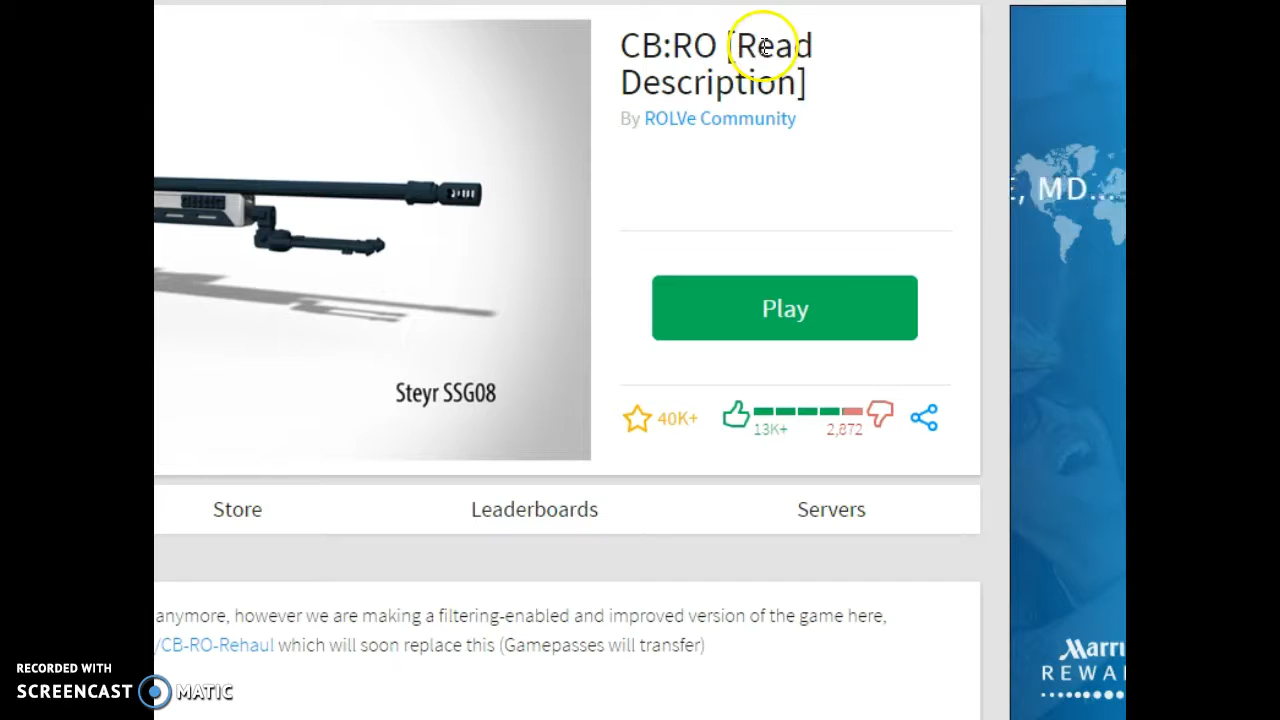 CB:RO [Read
Description]
By ROLVe Community
E, MD...
Play
Steyr SSG08
40K+
13K+
2,872
Store
Leaderboards
Servers
anymore, however we are making a filtering-enabled and improved version of the game here,
/CB-RO-Rehaul which will soon replace this (Gamepasses will transfer)
Marri
REWA
RECORDED WITH
SCREENCAST MATIC